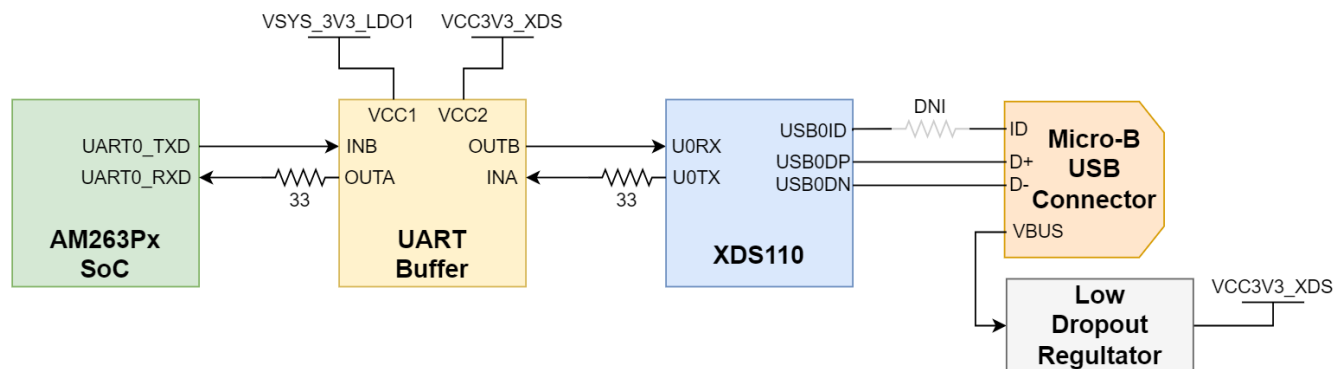 VSYS_3V3_LDO1
VCC3V3_XDS
VCC1
VCC2
UART0_TXD
UART0_RXD
33
AM263Px
SoC
INB
OUTA
OUTB
INA
UART
Buffer
33
U0RX
U0TX
USB0ID
USB0DP
USB0DN
XDS110
DNI
ID
D+
D-
VBUS
Micro-B
USB
Connector
Low
Dropout
Regultator
VCC3V3_XDS